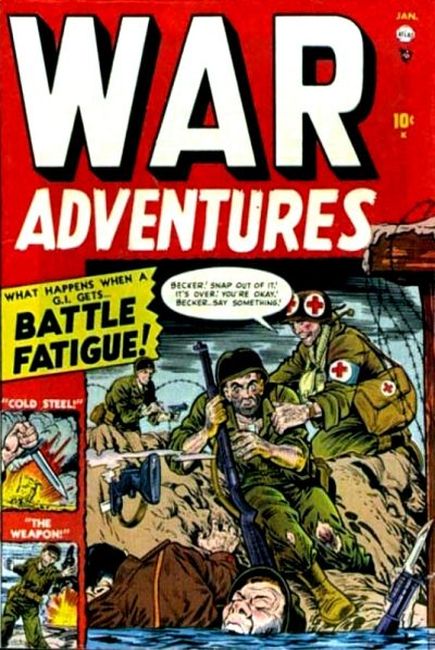 WAR
ADVENTURES
JAN.
ATLAS
10¢
K
WHAT HAPPENS WHEN A
G.I. GETS...
BATTLE
FATIGUE!
BECKER! SNAP OUT OF IT!
IT'S OVER! YOU'RE OKAY!
BECKER...SAY SOMETHING!
"COLD STEEL!"
"THE
WEAPON!"